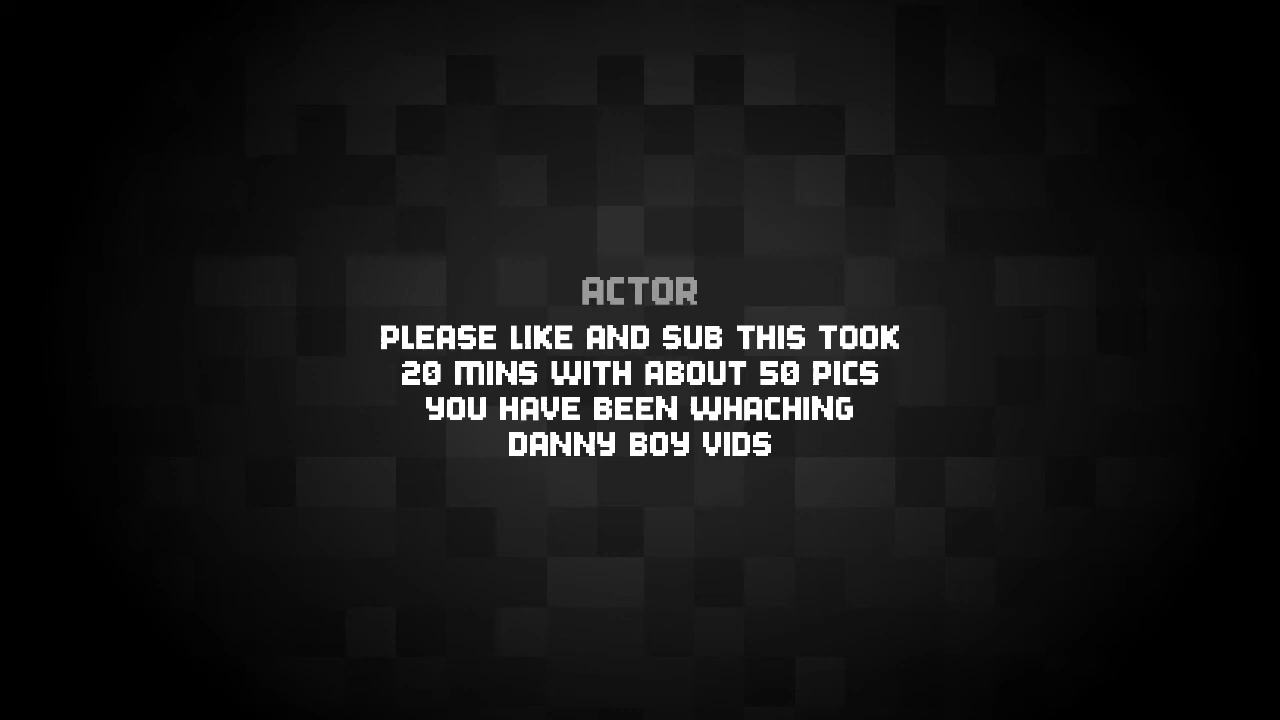 ACTOR
PLEASE LIKE AND SUB THIS TOOK
20 MINS WITH ABOUT 50 PICS
YOU HAVE BEEN WHACHING
DANNY BOY VIDS